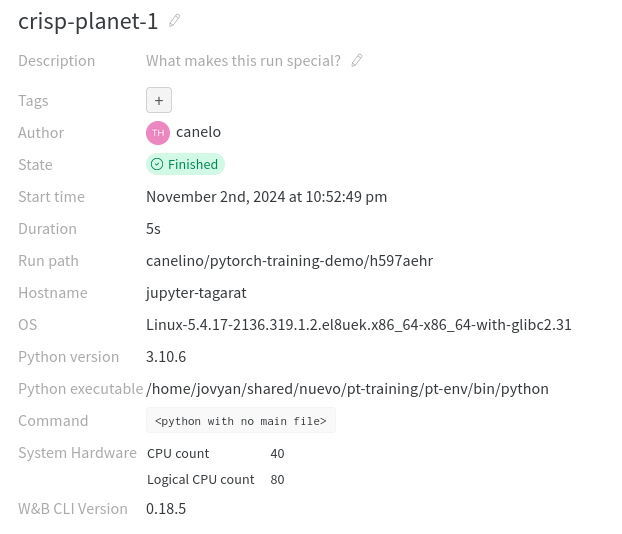 crisp-planet-1
Description What makes this run special?
Tags +
Author TH canelo
State Finished
Start time November 2nd, 2024 at 10:52:49 pm
Duration 5s
Run path canelino/pytorch-training-demo/h597aehr
Hostname jupyter-tagarat
OS Linux-5.4.17-2136.319.1.2.el8uek.x86_64-x86_64-with-glibc2.31
Python version 3.10.6
Python executable /home/jovyan/shared/nuevo/pt-training/pt-env/bin/python
Command <python with no main file>
System Hardware CPU count 40
Logical CPU count 80
W&B CLI Version 0.18.5